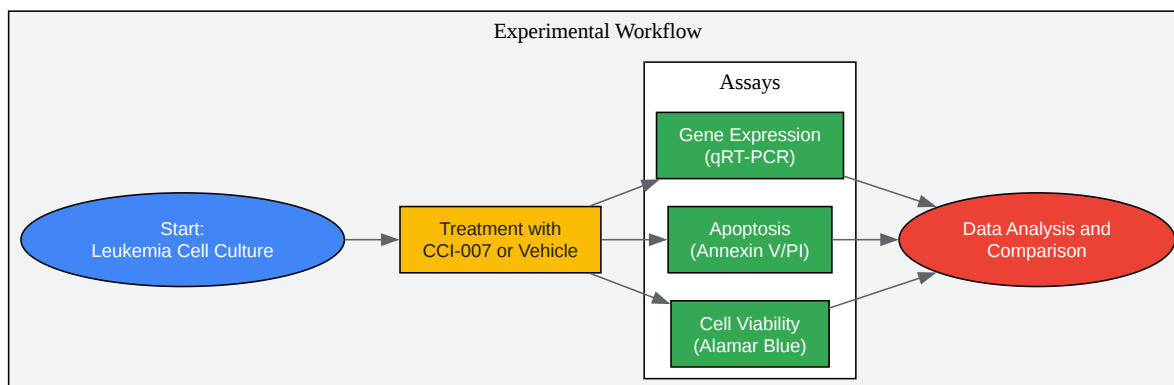 Experimental Workflow
Assays
Gene Expression
(qRT-PCR)
Start:
Leukemia Cell Culture
Treatment with
CCI-007 or Vehicle
Apoptosis
(Annexin V/PI)
Data Analysis and
Comparison
Cell Viability
(Alamar Blue)